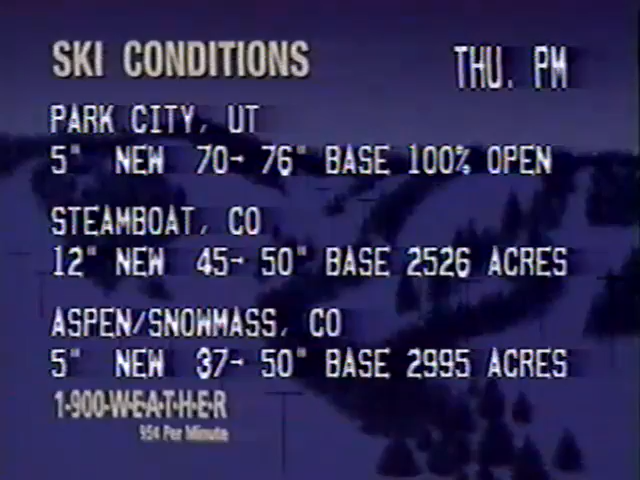 SKI CONDITIONS
THU. PM
PARK CITY, UT
5" NEW 70- 76" BASE 100% OPEN
STEAMBOAT, CO
12" NEW 45- 50" BASE 2526 ACRES
ASPEN/SNOWMASS, CO
5" NEW 37- 50" BASE 2995 ACRES
1-900-W-E-A-T-H-E-R
95¢ Per Minute